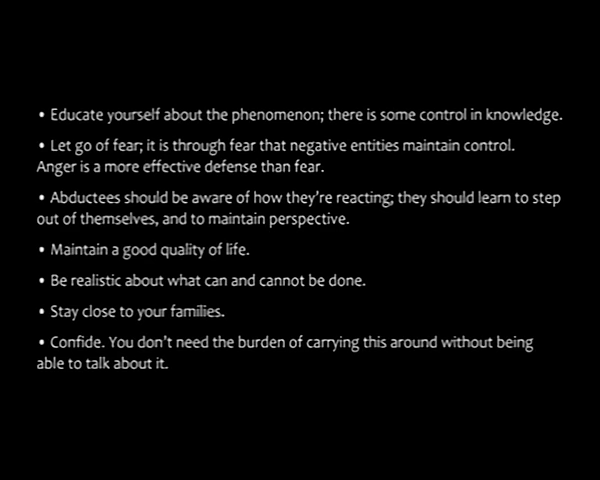 • Educate yourself about the phenomenon; there is some control in knowledge.
• Let go of fear; it is through fear that negative entities maintain control.
Anger is a more effective defense than fear.
• Abductees should be aware of how they're reacting; they should learn to step
out of themselves, and to maintain perspective.
• Maintain a good quality of life.
• Be realistic about what can and cannot be done.
• Stay close to your families.
• Confide. You don't need the burden of carrying this around without being
able to talk about it.